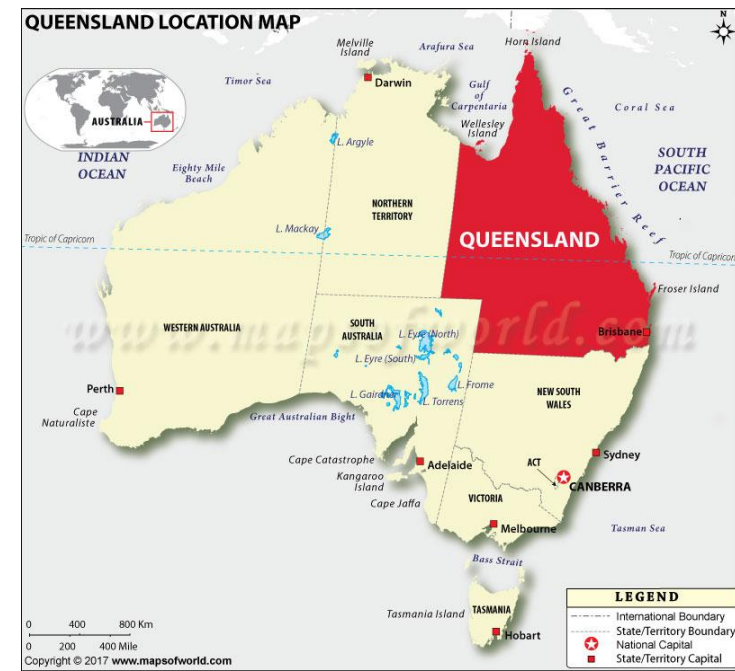 QUEENSLAND LOCATION MAP
N
Horn Island
Melville
Island
Arafura Sea
Darwin
Timor Sea
Gulf
of
Carpentaria
Wellesley
Island
Great Barrier Reef
Coral Sea
AUSTRALIA
INDIAN
OCEAN
L. Argyle
Eighty Mile
Beach
SOUTH
PACIFIC
OCEAN
NORTHERN
TERRITORY
L. Mackay
QUEENSLAND
Tropic of Capricorn
Tropic of Capricorn
Froser Island
WESTERN AUSTRALIA
SOUTH
AUSTRALIA
www.mapsofworld.com
L. Eyre (North)
Brisbane
L. Eyre (South)
Perth
L. Gairdner
L. Frome
L. Torrens
NEW SOUTH
WALES
Cape
Naturaliste
Great Australian Bight
Cape Catastrophe
Adelaide
ACT
Sydney
Kangaroo
Island
CANBERRA
Cape Jaffa
VICTORIA
Melbourne
Tasman Sea
Bass Strait
Tasmania Island
TASMANIA
Hobart
LEGEND
International Boundary
State/Territory Boundary
National Capital
State/Territory Capital
0 400 800 Km
0 200 400 Mile
Copyright © 2017 www.mapsofworld.com